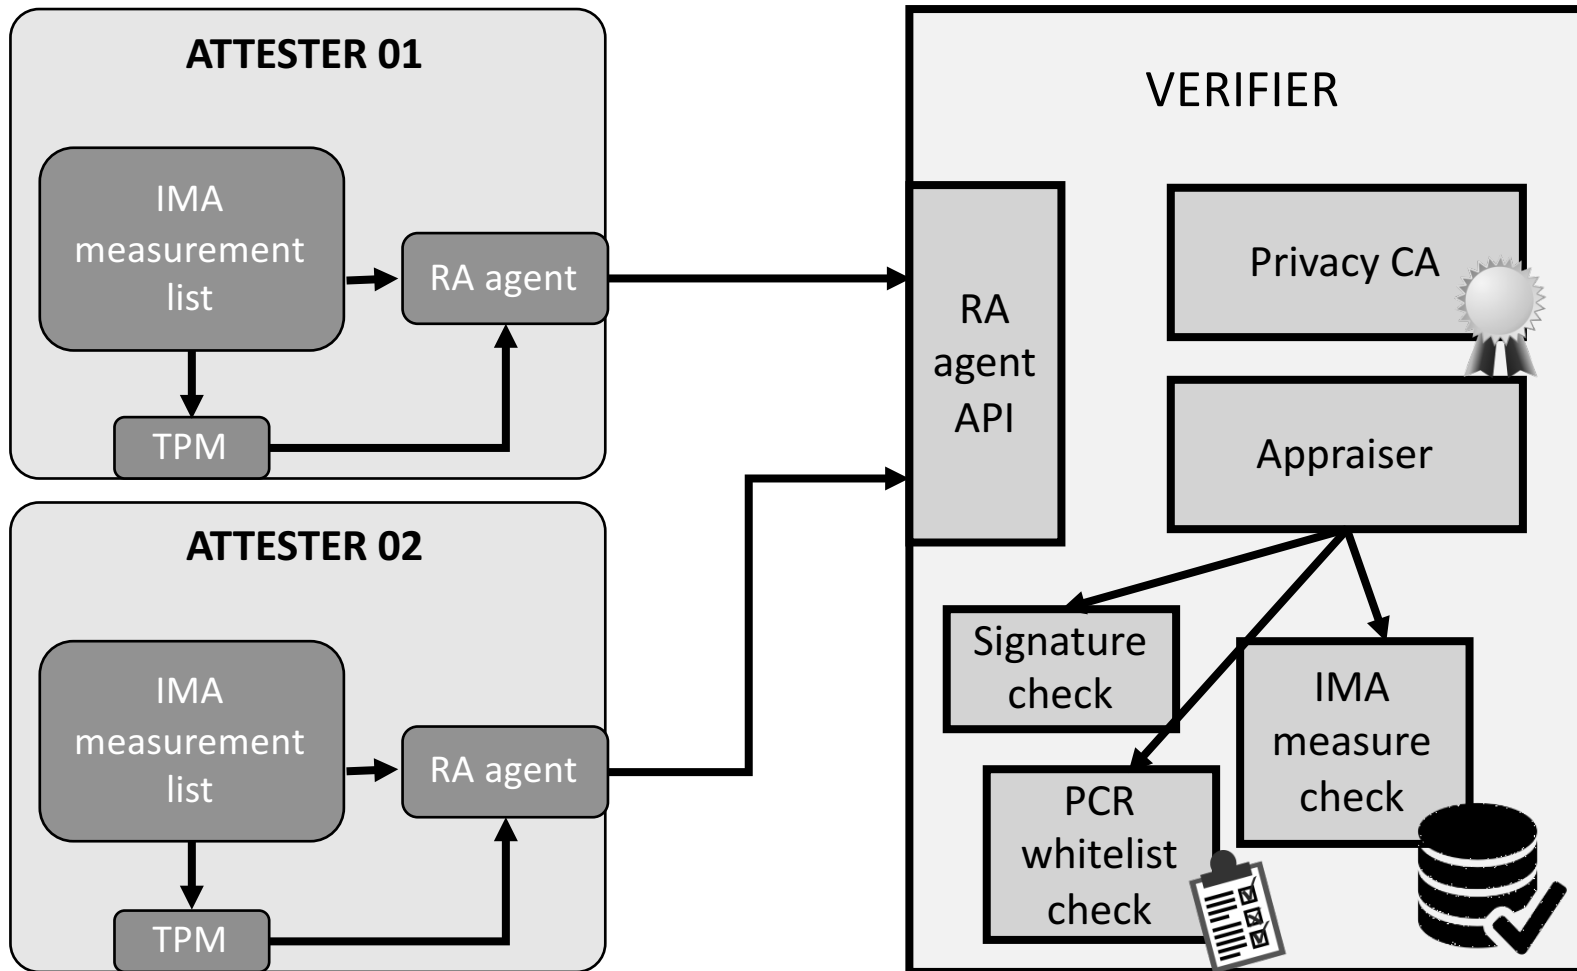 ATTESTER 01
IMA
measurement
list
RA agent
TPM
ATTESTER 02
IMA
measurement
list
RA agent
TPM
VERIFIER
RA
agent
API
Privacy CA
Appraiser
Signature
check
IMA
measure
check
PCR
whitelist
check